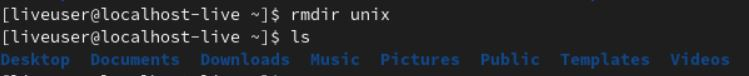 [liveuser@localhost-live ~]$ rmdir unix
[liveuser@localhost-live ~]$ ls
Desktop  Documents  Downloads  Music  Pictures  Public  Templates  Videos